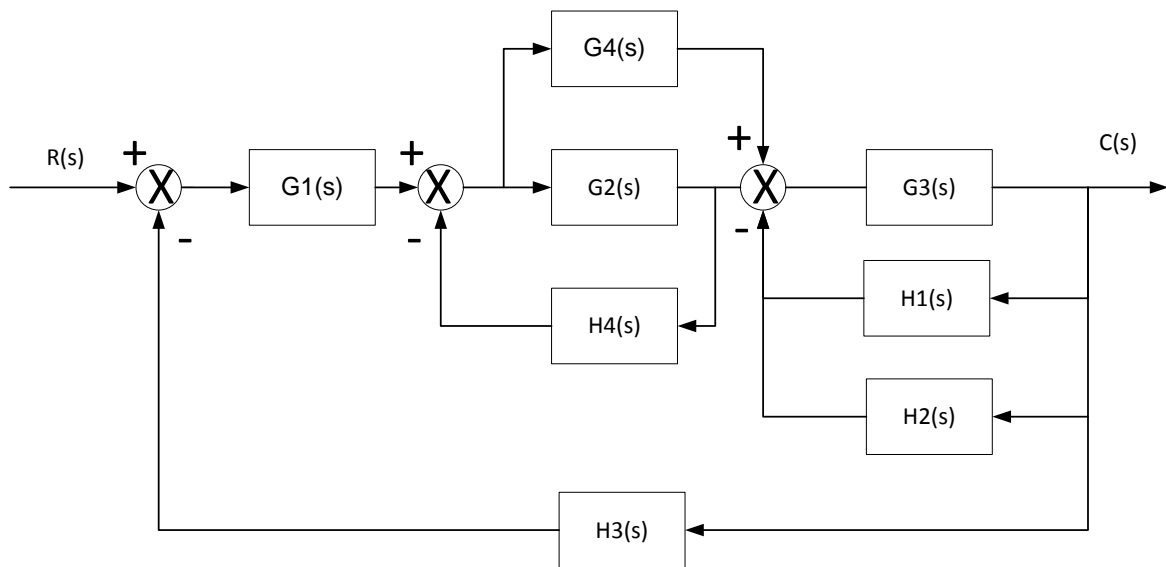 G4(s)
R(s)
+
X
-
G1(s)
+
X
-
G2(s)
+
X
-
G3(s)
C(s)
H4(s)
H1(s)
H2(s)
H3(s)